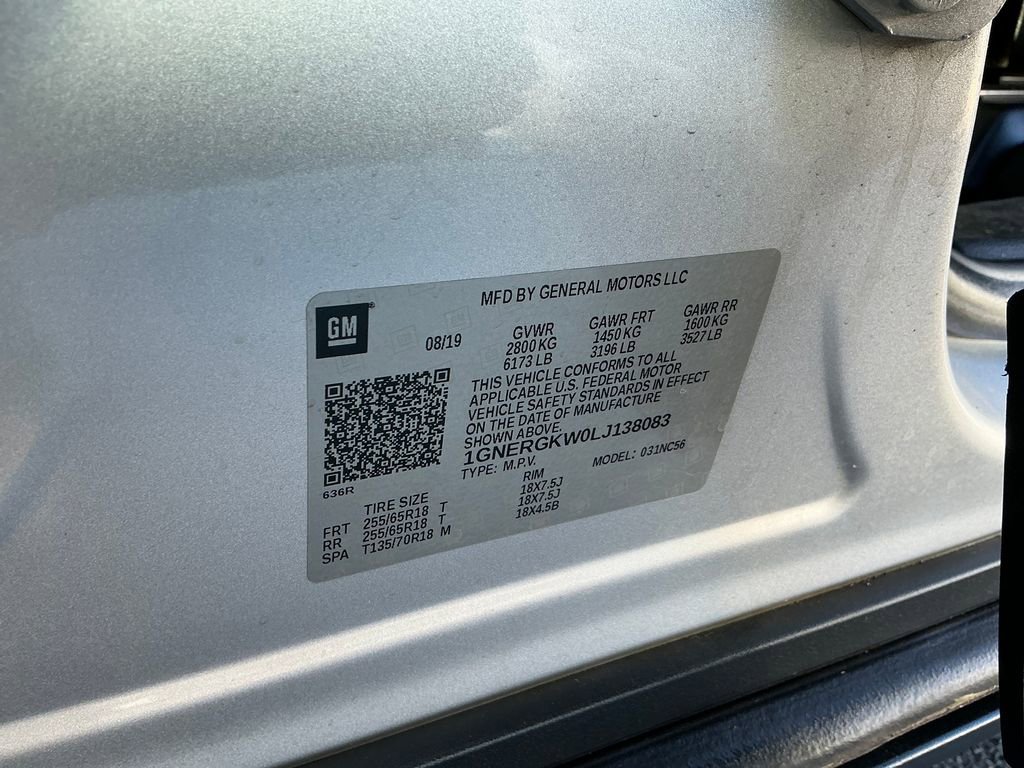 MFD BY GENERAL MOTORS LLC
GM®
08/19
GVWR GAWR FRT GAWR RR
2800 KG 1450 KG 1600 KG
6173 LB 3196 LB 3527 LB
THIS VEHICLE CONFORMS TO ALL
APPLICABLE U.S. FEDERAL MOTOR
VEHICLE SAFETY STANDARDS IN EFFECT
ON THE DATE OF MANUFACTURE
SHOWN ABOVE.
1GNERGKW0LJ138083
TYPE: M.P.V. MODEL: 031NC56
636R
TIRE SIZE RIM
FRT 255/65R18 T 18X7.5J
RR 255/65R18 T 18X7.5J
SPA T135/70R18 M 18X4.5B